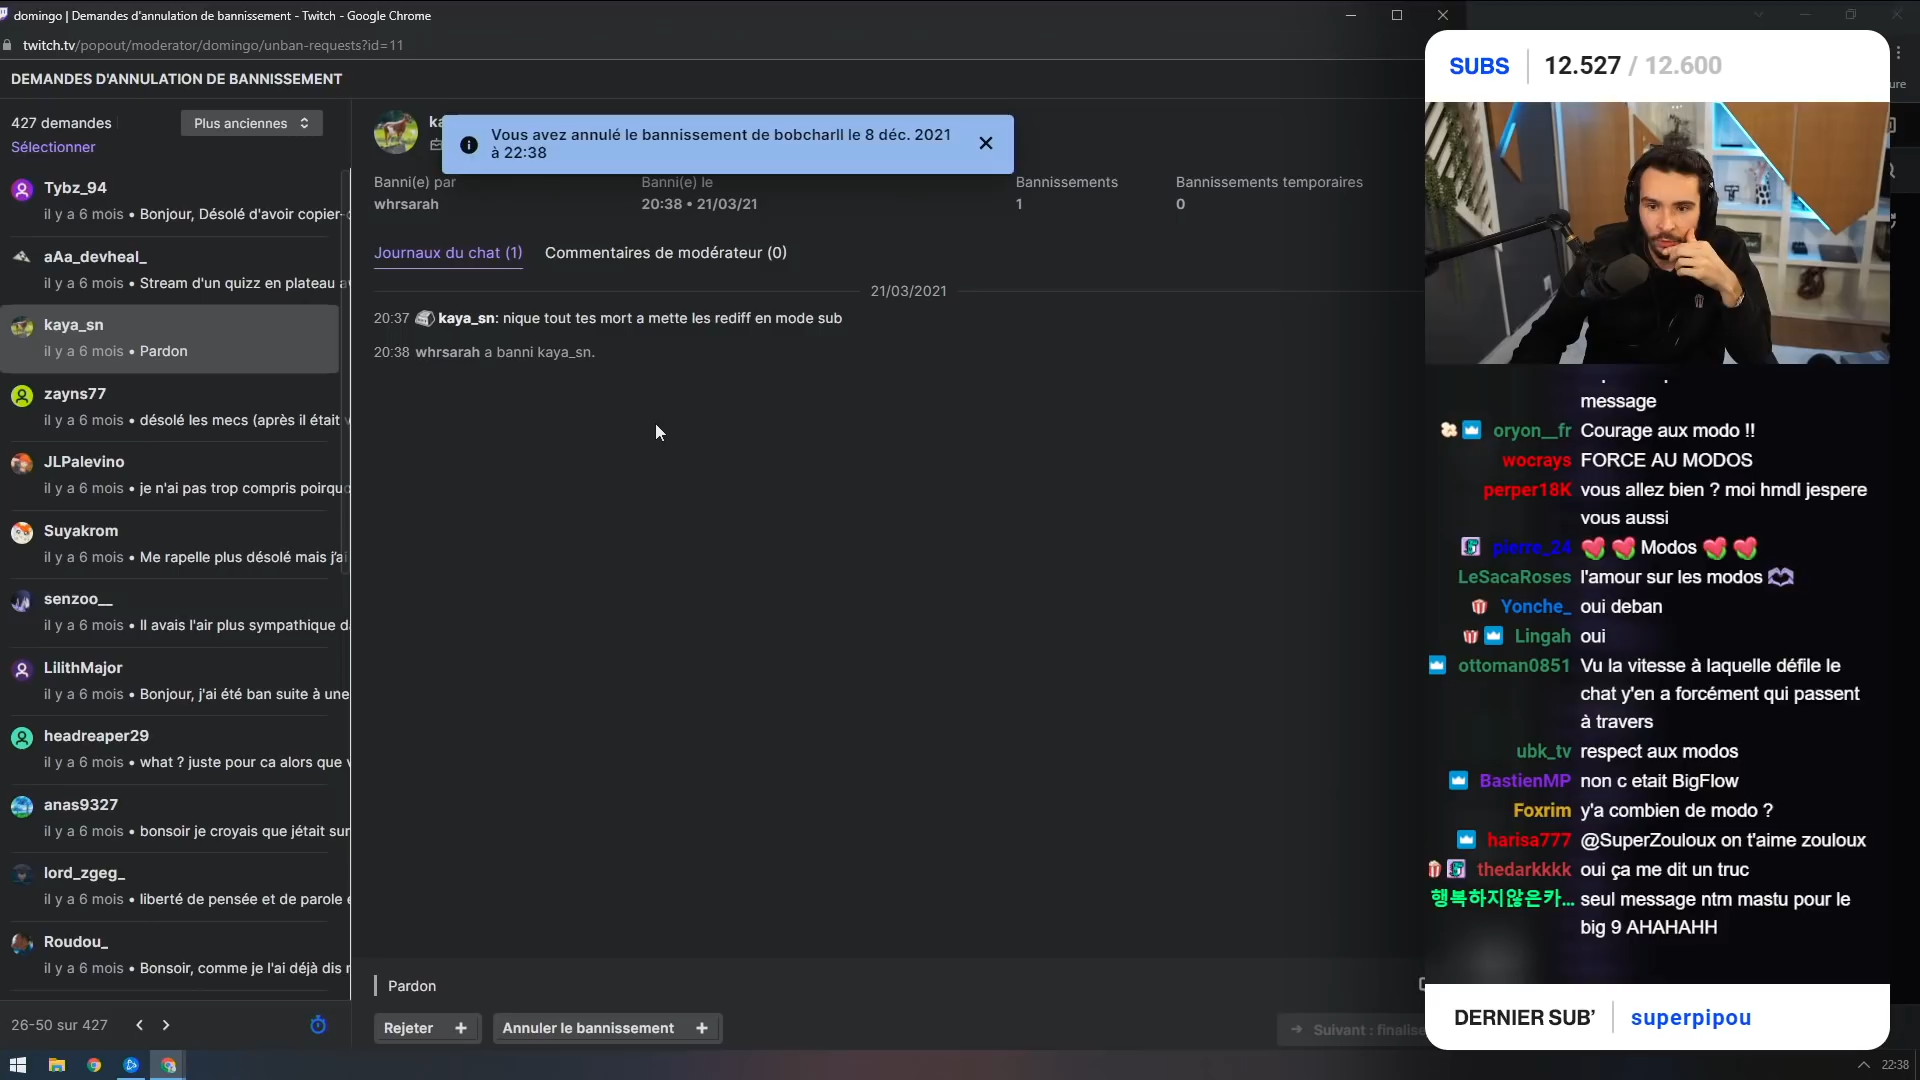 domingo | Demandes d'annulation de bannissement - Twitch - Google Chrome
twitch.tv/popout/moderator/domingo/unban-requests?id=11
DEMANDES D'ANNULATION DE BANNISSEMENT
427 demandes
Plus anciennes
Sélectionner
Tybz_94
il y a 6 mois • Bonjour, Désolé d'avoir copier-
aAa_devheal_
il y a 6 mois • Stream d'un quizz en plateau
kaya_sn
il y a 6 mois • Pardon
zayns77
il y a 6 mois • désolé les mecs (après il était
JLPalevino
il y a 6 mois • je n'ai pas trop compris poirqu
Suyakrom
il y a 6 mois • Me rapelle plus désolé mais j'ai
senzoo__
il y a 6 mois • Il avais l'air plus sympathique d
LilithMajor
il y a 6 mois • Bonjour, j'ai été ban suite à une
headreaper29
il y a 6 mois • what ? juste pour ca alors que
anas9327
il y a 6 mois • bonsoir je croyais que jétait sur
lord_zgeg_
il y a 6 mois • liberté de pensée et de parole
Roudou_
il y a 6 mois • Bonsoir, comme je l'ai déjà dis
26-50 sur 427
ka
Vous avez annulé le bannissement de bobcharll le 8 déc. 2021
à 22:38
Banni(e) par
Banni(e) le
Bannissements
Bannissements temporaires
whrsarah
20:38 • 21/03/21
1
0
Journaux du chat (1)
Commentaires de modérateur (0)
21/03/2021
20:37 kaya_sn: nique tout tes mort a mette les rediff en mode sub
20:38 whrsarah a banni kaya_sn.
Pardon
Rejeter +
Annuler le bannissement +
Suivant : finalise
SUBS 12.527 / 12.600
message
oryon__fr Courage aux modo !!
wocrays FORCE AU MODOS
perper18K vous allez bien ? moi hmdl jespere
vous aussi
pierre_24 Modos
LeSacaRoses l'amour sur les modos
Yonche_ oui deban
Lingah oui
ottoman0851 Vu la vitesse à laquelle défile le
chat y'en a forcément qui passent
à travers
ubk_tv respect aux modos
BastienMP non c etait BigFlow
Foxrim y'a combien de modo ?
harisa777 @SuperZouloux on t'aime zouloux
thedarkkkk oui ça me dit un truc
행복하지않은카... seul message ntm mastu pour le
big 9 AHAHAHH
DERNIER SUB' superpipou
ure
22:38